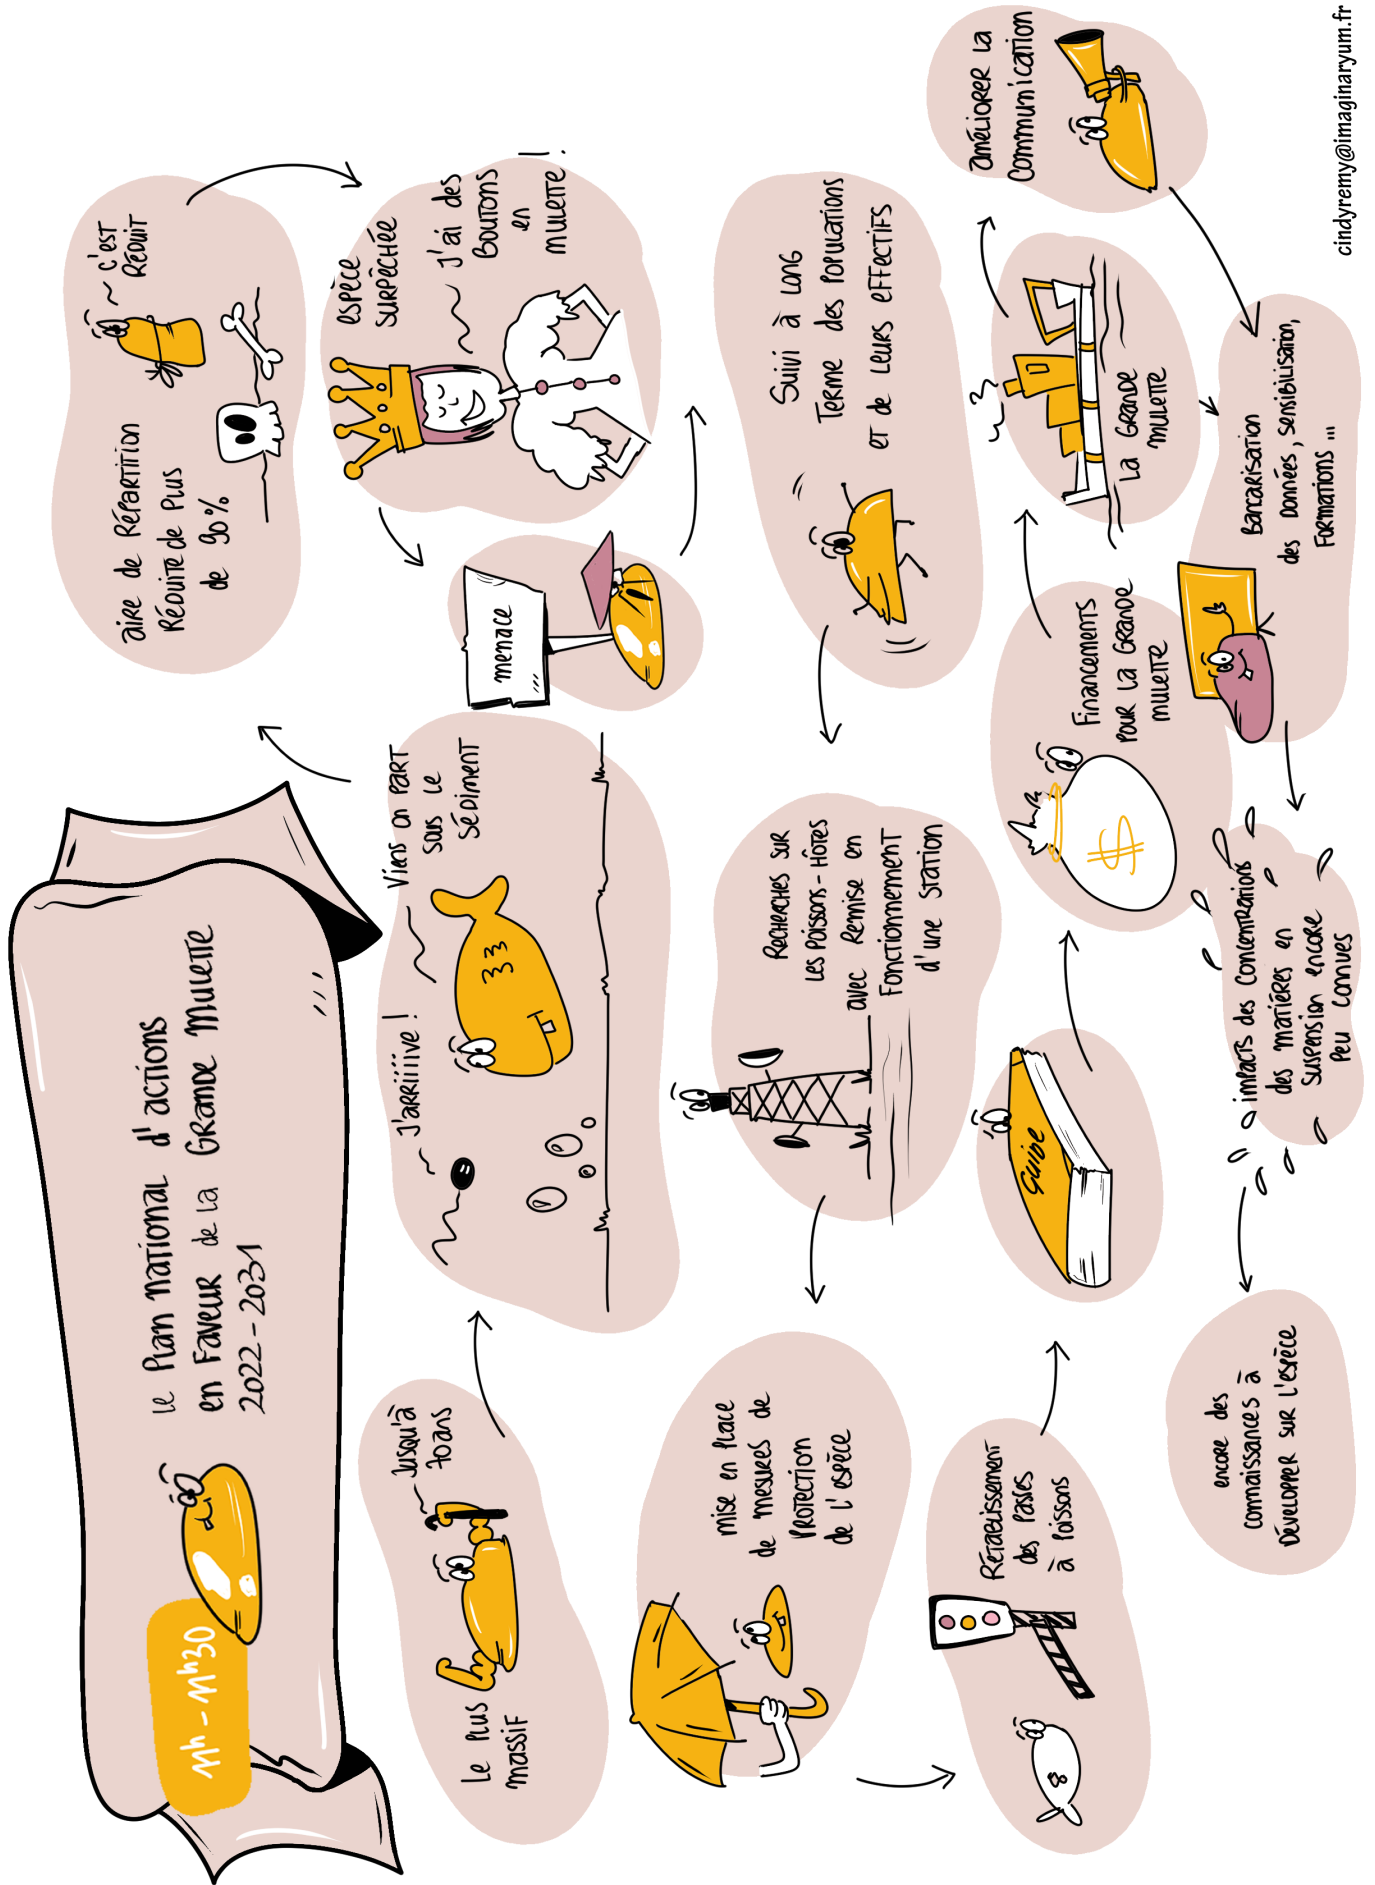 11h - 11h30
Le Plan national d'actions
en Faveur de la Grande Mulette
2022 - 2031
Le Plus
massif
Jusqu'à
70 ans
J'arriiiive !
Viens on part
sous le
sédiment
aire de Répartition
Réduite de Plus
de 90%
c'est
Réduit
espèce
surpêchée
J'ai des
Boutons
en
mulette !
menace
Suivi à Long
Terme des Populations
et de Leurs effectifs
Recherches sur
Les Poissons-Hôtes
avec Remise en
Fonctionnement
d'une station
mise en Place
de mesures de
Protection
de l'espèce
Rétablissement
des Passes
à Poissons
Guide
Financements
Pour La Grande
Mulette
$
La Grande
Mulette
améliorer La
Communication
Bancarisation
des Données, sensibilisation,
Formations ...
impacts des Concentrations
des matières en
Suspension encore
Peu connues
encore des
connaissances à
Développer sur L'espèce
cindyremy@imaginaryum.fr